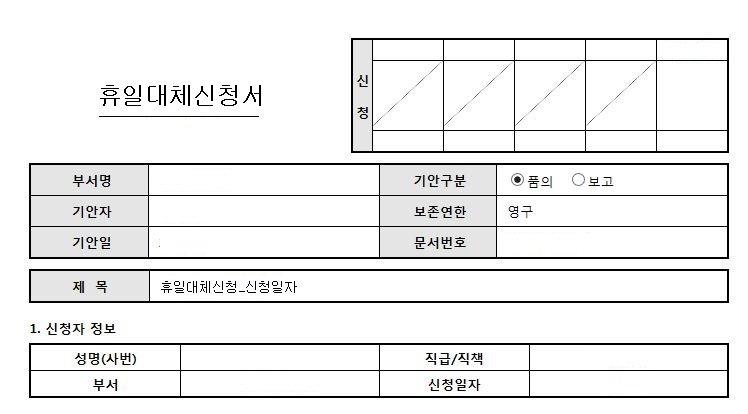 휴일대체신청서
신
청
부서명 기안구분 품의 보고
기안자 보존연한 영구
기안일 문서번호
제 목 휴일대체신청_신청일자
1. 신청자 정보
성명(사번) 직급/직책
부서 신청일자